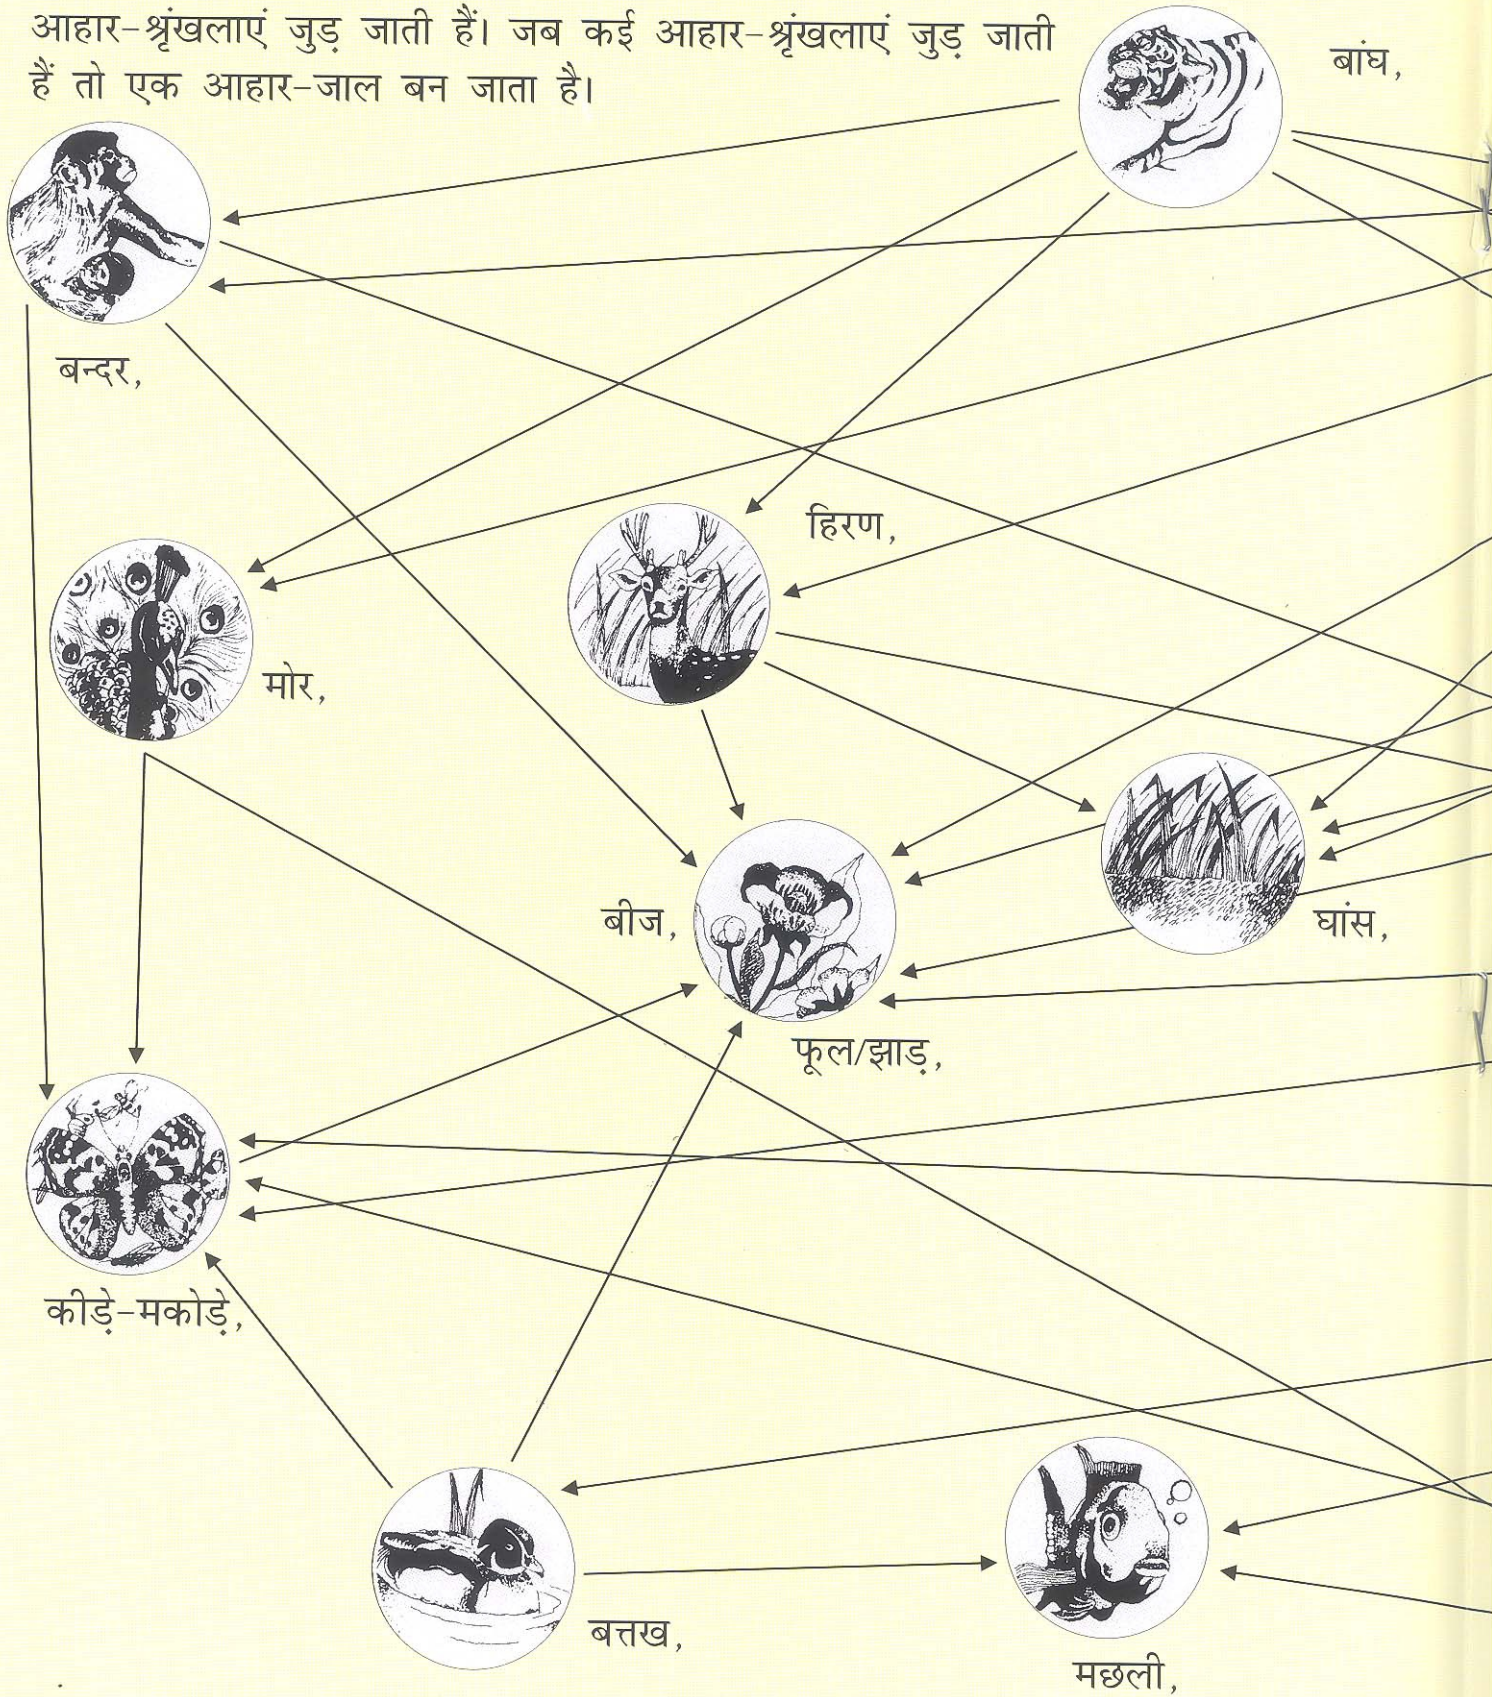 आहार-श्रृंखलाएं जुड़ जाती हैं। जब कई आहार-श्रृंखलाएं जुड़ जाती
हैं तो एक आहार-जाल बन जाता है।
बांघ,
बन्दर,
हिरण,
मोर,
बीज,
घांस,
फूल/झाड़,
कीड़े-मकोड़े,
बत्तख,
मछली,